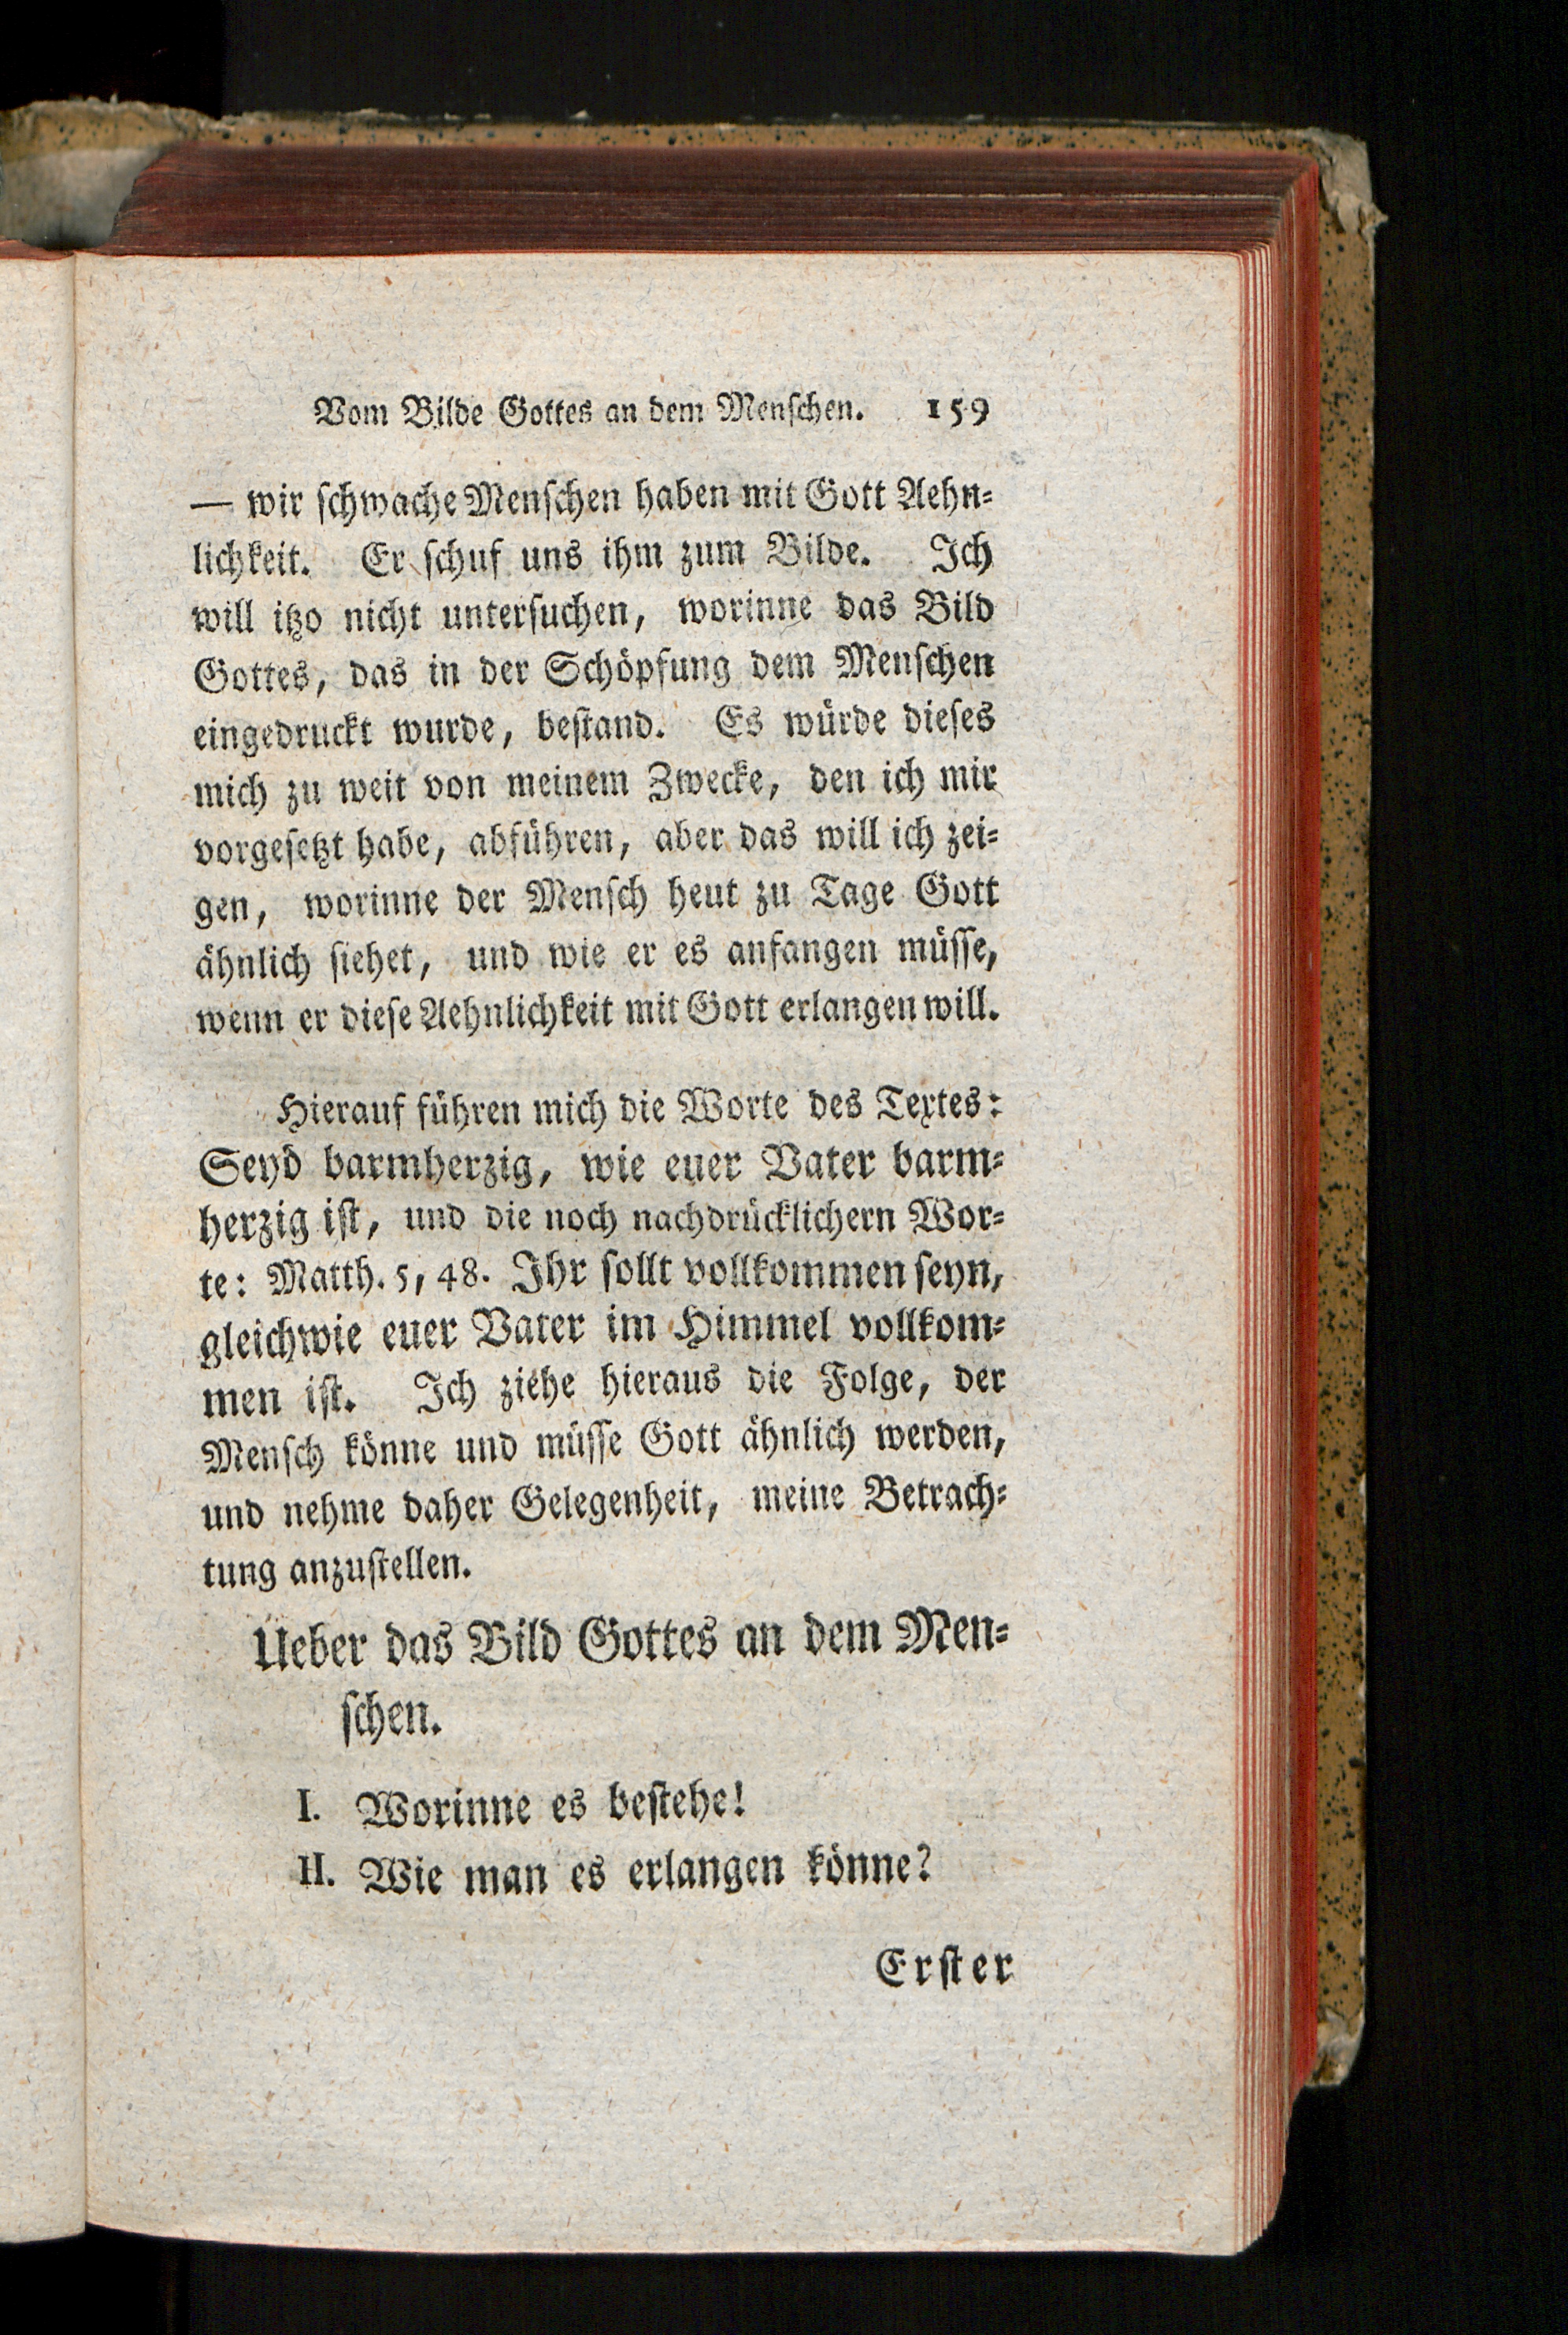 Vom Bilde Gottes an dem Menschen. 159
— wir schwache Menschen haben mit Gott Aehn-
lichkeit. Er schuf uns ihm zum Bilde. Ich
will itzo nicht untersuchen, worinne das Bild
Gottes, das in der Schöpfung dem Menschen
eingedruckt wurde, bestand. Es würde dieses
mich zu weit von meinem Zwecke, den ich mir
vorgesetzt habe, abführen, aber das will ich zei-
gen, worinne der Mensch heut zu Tage Gott
ähnlich siehet, und wie er es anfangen müsse,
wenn er diese Aehnlichkeit mit Gott erlangen will.
Hierauf führen mich die Worte des Textes:
Seyd barmherzig, wie euer Vater barm-
herzig ist, und die noch nachdrücklichern Wor-
te: Matth. 5, 48. Ihr sollt vollkommen seyn,
gleichwie euer Vater im Himmel vollkom-
men ist. Ich ziehe hieraus die Folge, der
Mensch könne und müsse Gott ähnlich werden,
und nehme daher Gelegenheit, meine Betrach-
tung anzustellen.
Ueber das Bild Gottes an dem Men-
schen.
I. Worinne es bestehe!
II. Wie man es erlangen könne?
Erster